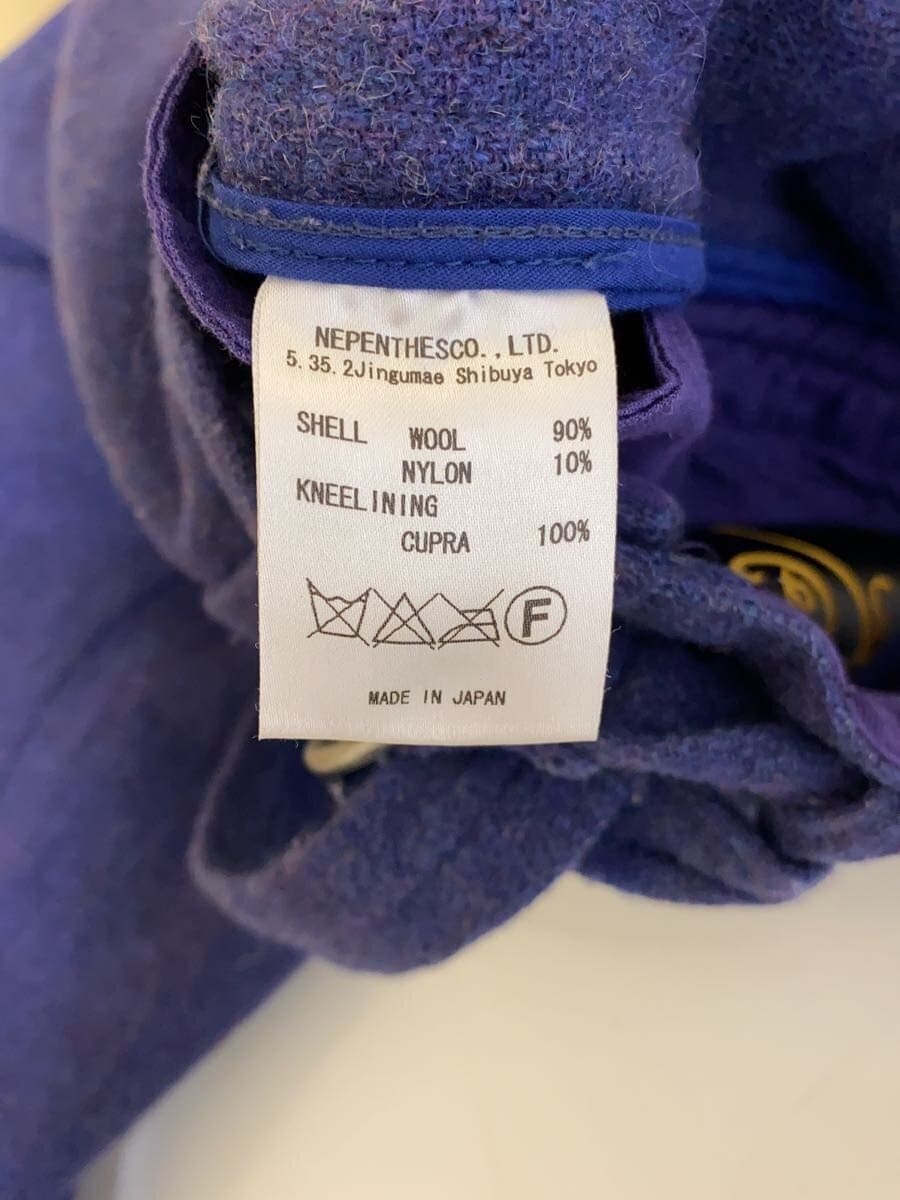 NEPENTHESCO.,LTD.
5.35.2Jingumae Shibuya Tokyo
SHELL WOOL 90%
NYLON 10%
KNEELINING
CUPRA 100%
F
MADE IN JAPAN